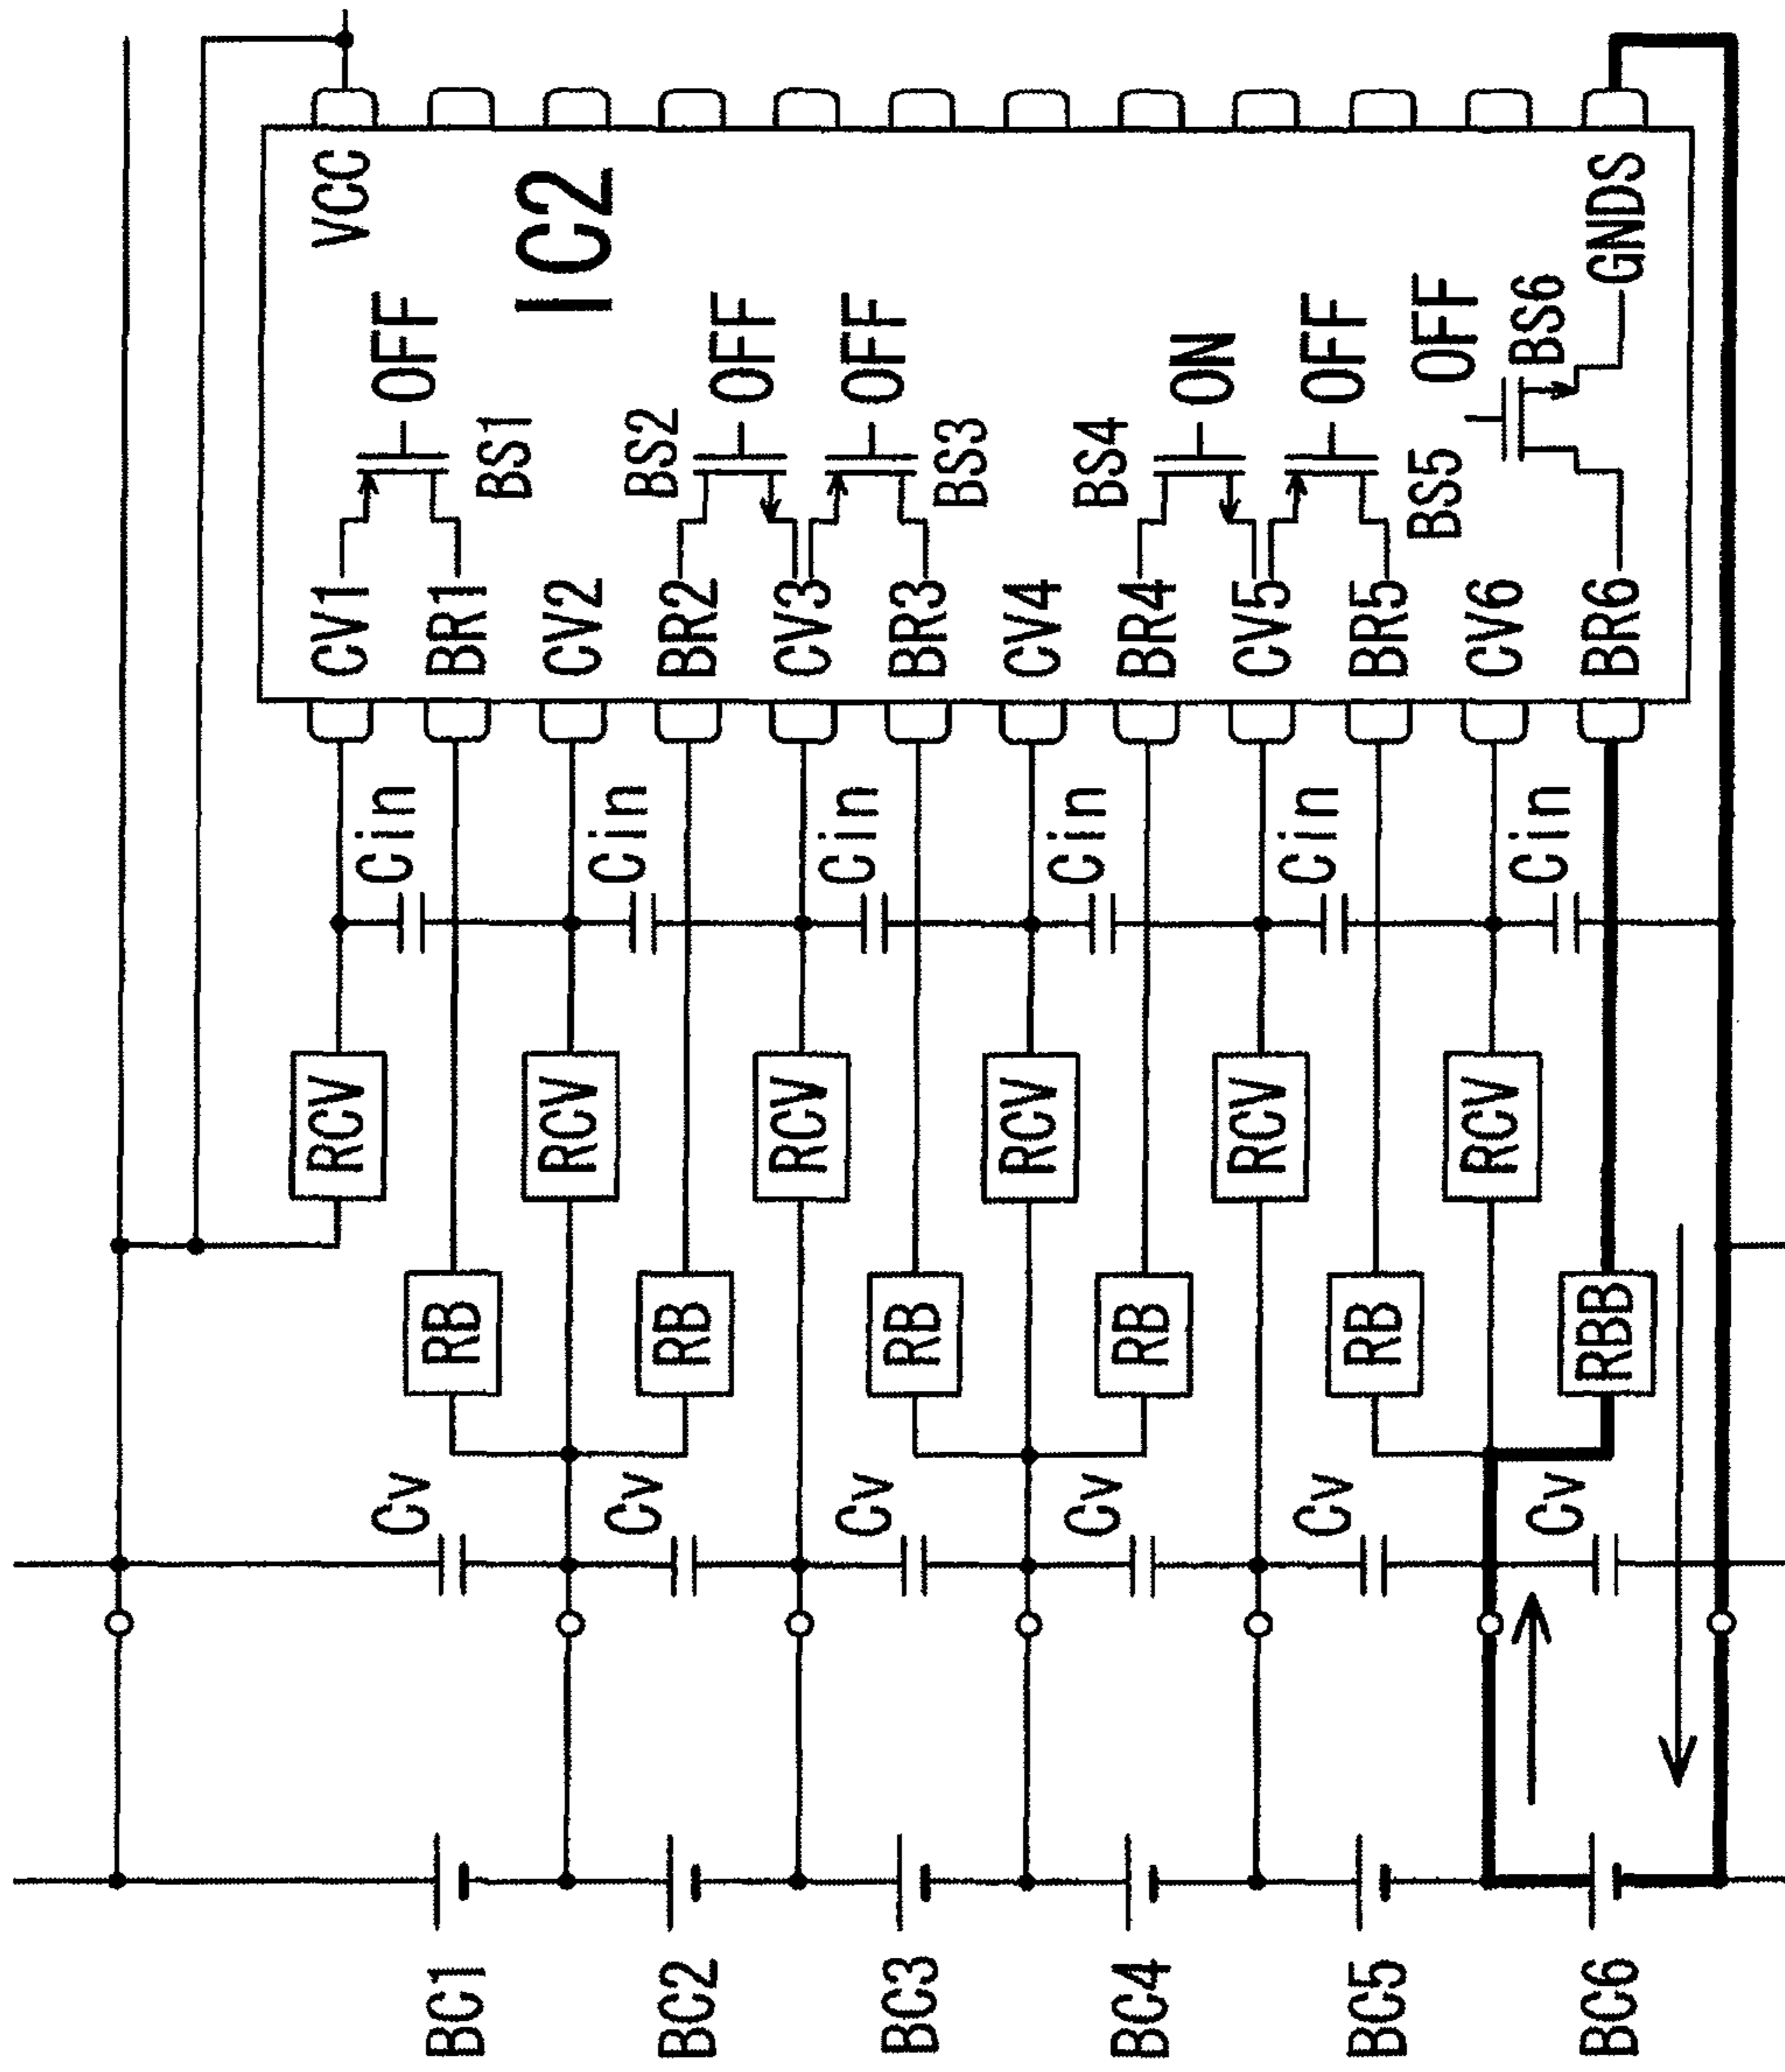 VCC
IC2
GNDS
OFF
OFF
OFF
ON
OFF
OFF
BS1
BS2
BS3
BS4
BS5
BS6
CV1
BR1
CV2
BR2
CV3
BR3
CV4
BR4
CV5
BR5
CV6
BR6
Cin
Cin
Cin
Cin
Cin
Cin
RCV
RCV
RCV
RCV
RCV
RCV
RB
RB
RB
RB
RB
RBB
Cv
Cv
Cv
Cv
Cv
Cv
BC1
BC2
BC3
BC4
BC5
BC6